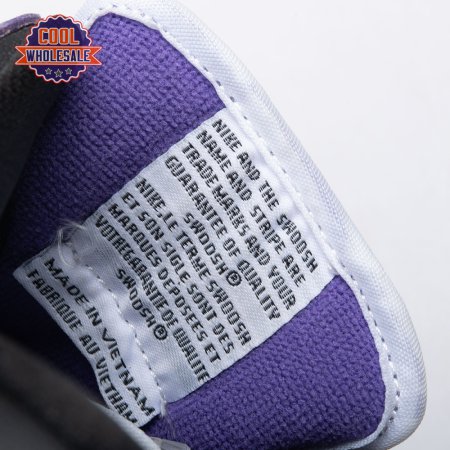 COOL
WHOLESALE
NIKE AND THE SWOOSH
NAME AND STRIPE ARE
TRADE MARKS AND YOUR
GUARANTEE OF QUALITY
SWOOSH®
NIKE, LE TERME SWOOSH
ET SON SIGLE SONT DES
MARQUES DEPOSEES ET
VOTRE GARANTIE DE QUALITE
SWOOSH®
MADE IN VIETNAM
FABRIQUE AU VIETNAM